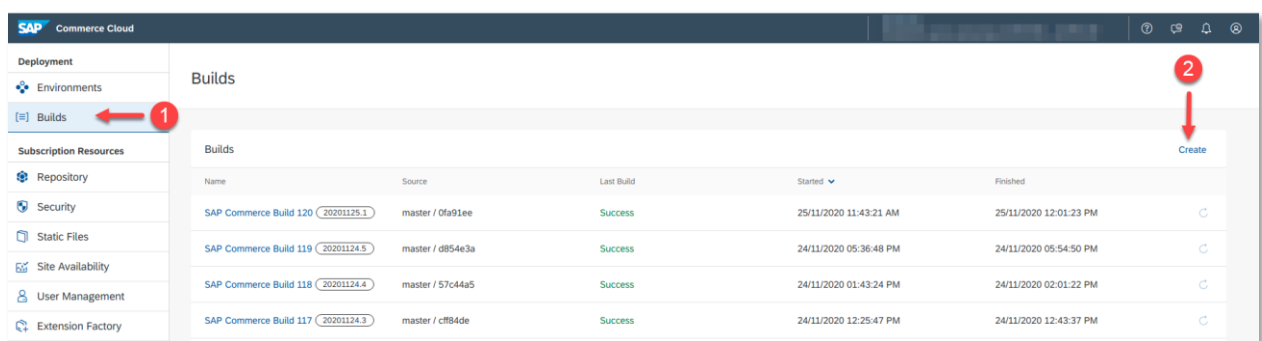 SAP Commerce Cloud
Deployment
Environments
Builds
Subscription Resources
Repository
Security
Static Files
Site Availability
User Management
Extension Factory
1
2
Builds
Builds Create
Name Source Last Build Started Finished
SAP Commerce Build 120 20201125.1 master / 0fa91ee Success 25/11/2020 11:43:21 AM 25/11/2020 12:01:23 PM
SAP Commerce Build 119 20201124.5 master / d854e3a Success 24/11/2020 05:36:48 PM 24/11/2020 05:54:50 PM
SAP Commerce Build 118 20201124.4 master / 57c44a5 Success 24/11/2020 01:43:24 PM 24/11/2020 02:01:22 PM
SAP Commerce Build 117 20201124.3 master / cff84de Success 24/11/2020 12:25:47 PM 24/11/2020 12:43:37 PM